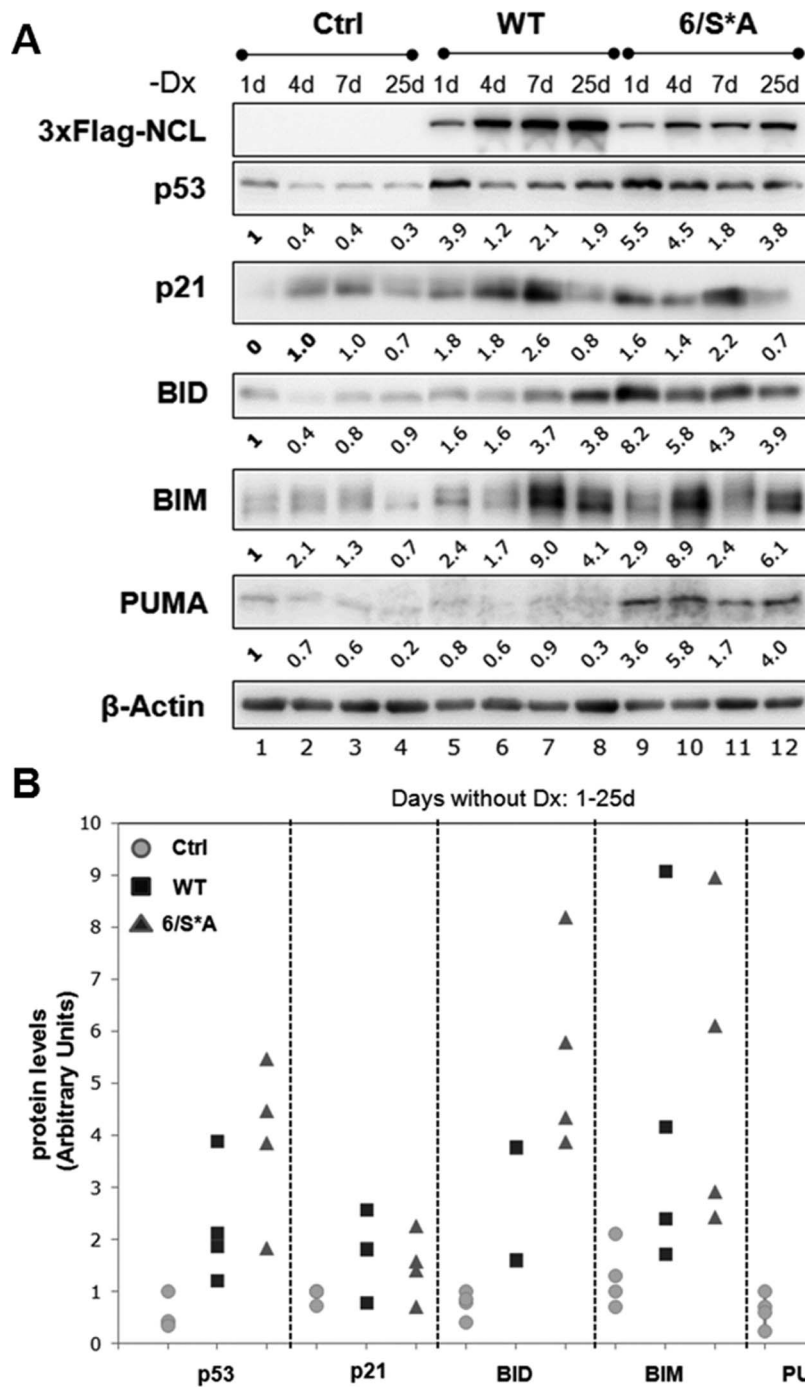 A
Ctrl WT 6/S*A
-Dx 1d 4d 7d 25d 1d 4d 7d 25d 1d 4d 7d 25d
3xFlag-NCL
p53
1 0.4 0.4 0.3 3.9 1.2 2.1 1.9 5.5 4.5 1.8 3.8
p21
0 1.0 1.0 0.7 1.8 1.8 2.6 0.8 1.6 1.4 2.2 0.7
BID
1 0.4 0.8 0.9 1.6 1.6 3.7 3.8 8.2 5.8 4.3 3.9
BIM
1 2.1 1.3 0.7 2.4 1.7 9.0 4.1 2.9 8.9 2.4 6.1
PUMA
1 0.7 0.6 0.2 0.8 0.6 0.9 0.3 3.6 5.8 1.7 4.0
β-Actin
1 2 3 4 5 6 7 8 9 10 11 12
B
Days without Dx: 1-25d
protein levels
(Arbitrary Units)
10
9
8
7
6
5
4
3
2
1
0
Ctrl
WT
6/S*A
p53 p21 BID BIM PU